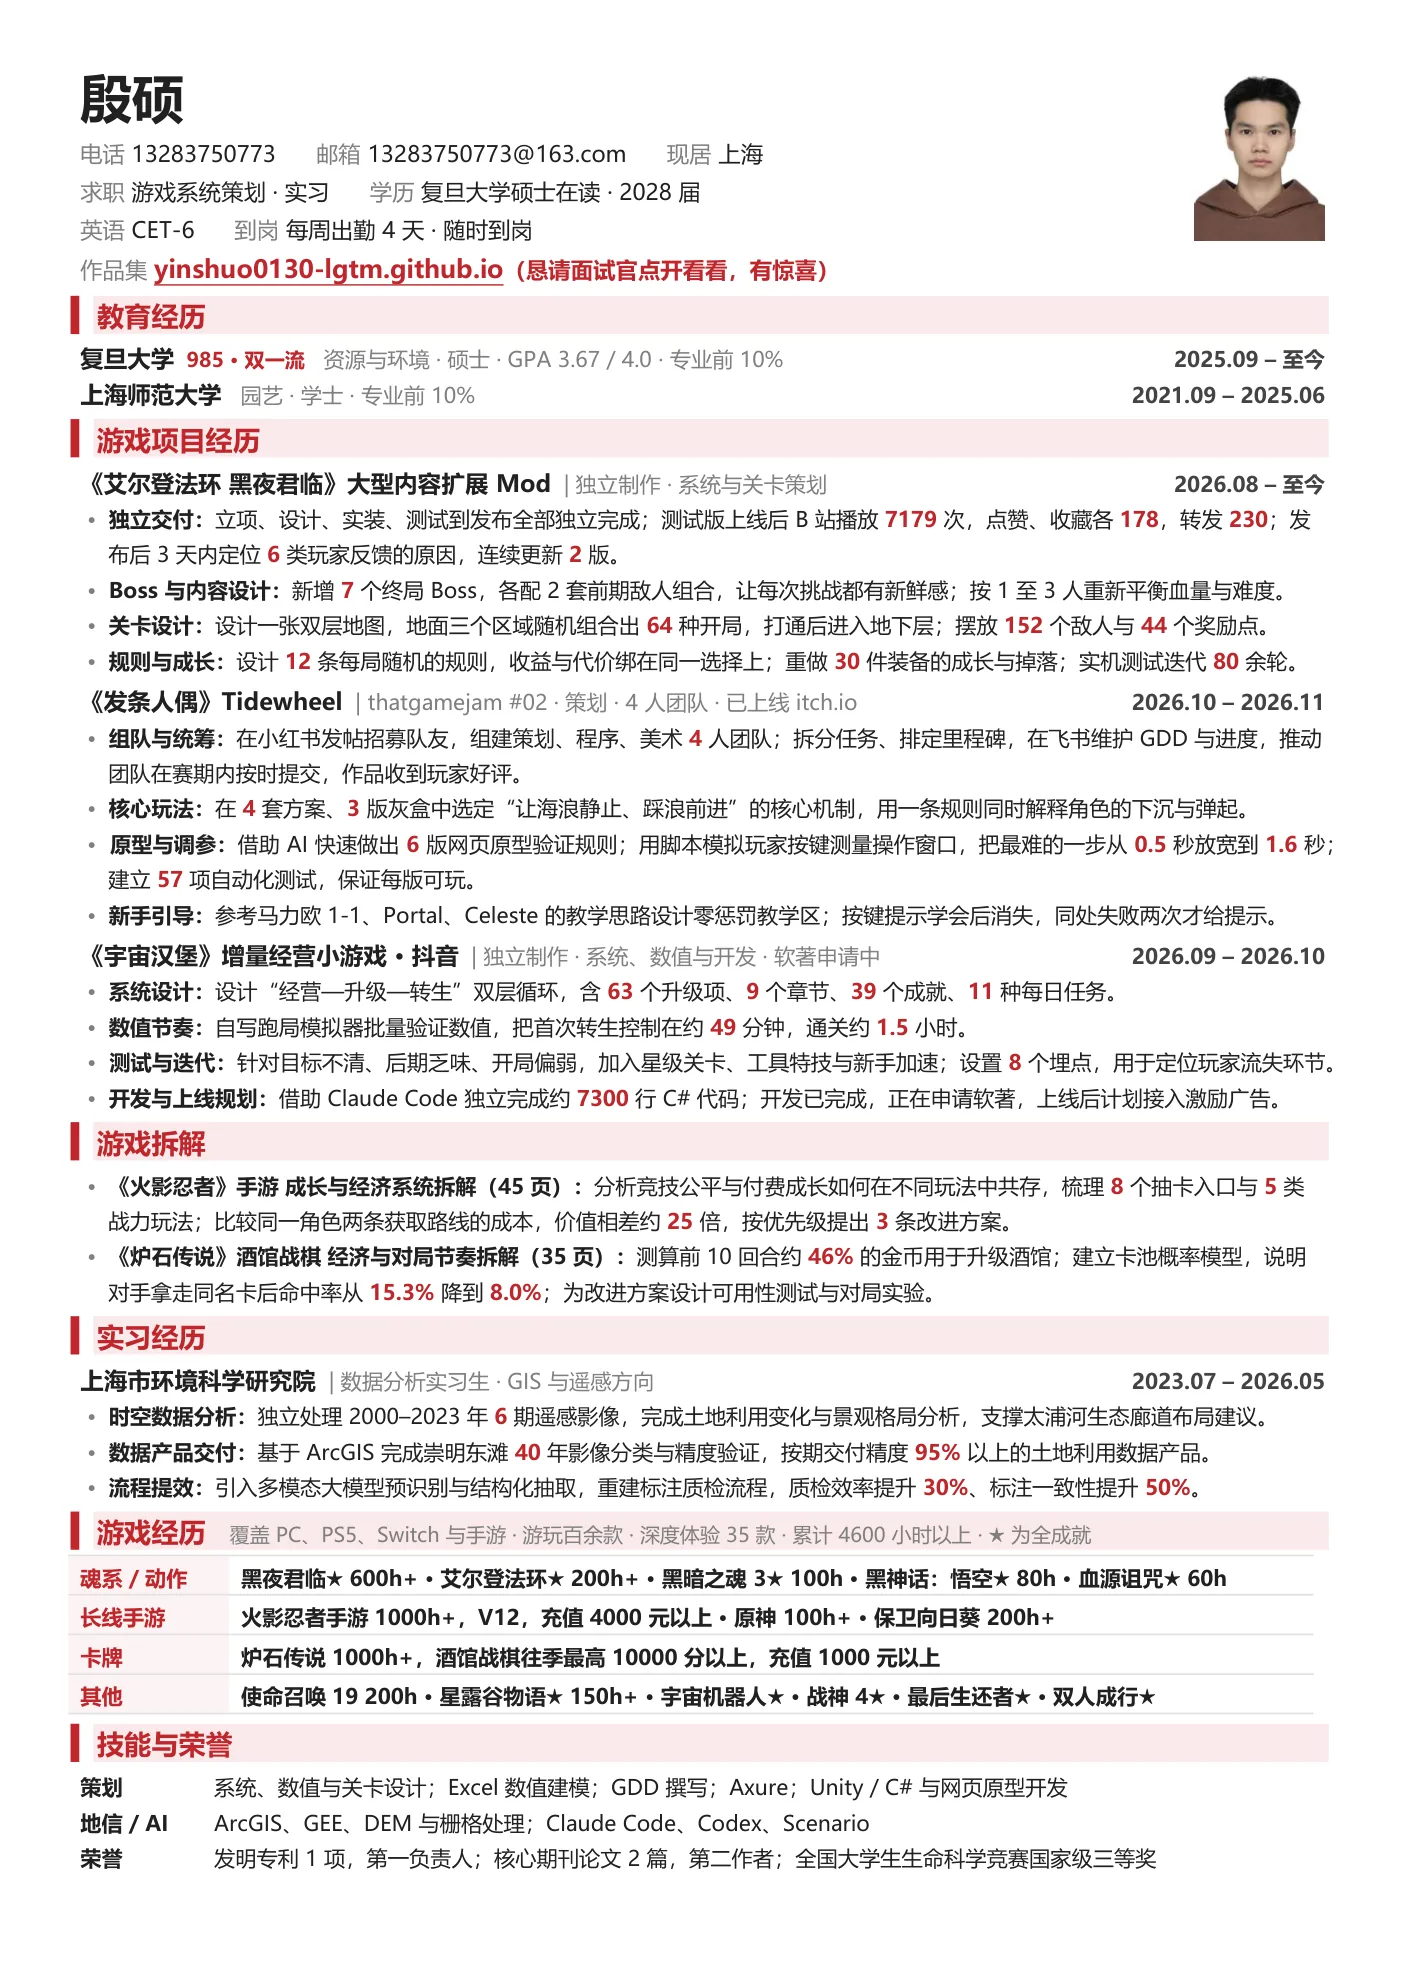 殷硕
电话 13283750773 邮箱 13283750773@163.com 现居 上海
求职 游戏系统策划 · 实习 学历 复旦大学硕士在读 · 2028 届
英语 CET-6 到岗 每周出勤 4 天 · 随时到岗
作品集 yinshuo0130-lgtm.github.io（恳请面试官点开看看，有惊喜）
教育经历
复旦大学 985 • 双一流 资源与环境 · 硕士 · GPA 3.67 / 4.0 · 专业前 10% 2025.09 – 至今
上海师范大学 园艺 · 学士 · 专业前 10% 2021.09 – 2025.06
游戏项目经历
《艾尔登法环 黑夜君临》大型内容扩展 Mod | 独立制作 · 系统与关卡策划 2026.08 – 至今
• 独立交付：立项、设计、实装、测试到发布全部独立完成；测试版上线后 B 站播放 7179 次，点赞、收藏各 178，转发 230；发
布后 3 天内定位 6 类玩家反馈的原因，连续更新 2 版。
• Boss 与内容设计：新增 7 个终局 Boss，各配 2 套前期敌人组合，让每次挑战都有新鲜感；按 1 至 3 人重新平衡血量与难度。
• 关卡设计：设计一张双层地图，地面三个区域随机组合出 64 种开局，打通后进入地下层；摆放 152 个敌人与 44 个奖励点。
• 规则与成长：设计 12 条每局随机的规则，收益与代价绑在同一选择上；重做 30 件装备的成长与掉落；实机测试迭代 80 余轮。
《发条人偶》Tidewheel | thatgamejam #02 · 策划 · 4 人团队 · 已上线 itch.io 2026.10 – 2026.11
• 组队与统筹：在小红书发帖招募队友，组建策划、程序、美术 4 人团队；拆分任务、排定里程碑，在飞书维护 GDD 与进度，推动
团队在赛期内按时提交，作品收到玩家好评。
• 核心玩法：在 4 套方案、3 版灰盒中选定“让海浪静止、踩浪前进”的核心机制，用一条规则同时解释角色的下沉与弹起。
• 原型与调参：借助 AI 快速做出 6 版网页原型验证规则；用脚本模拟玩家按键测量操作窗口，把最难的一步从 0.5 秒放宽到 1.6 秒；
建立 57 项自动化测试，保证每版可玩。
• 新手引导：参考马力欧 1-1、Portal、Celeste 的教学思路设计零惩罚教学区；按键提示学会后消失，同处失败两次才给提示。
《宇宙汉堡》增量经营小游戏 • 抖音 | 独立制作 · 系统、数值与开发 · 软著申请中 2026.09 – 2026.10
• 系统设计：设计“经营—升级—转生”双层循环，含 63 个升级项、9 个章节、39 个成就、11 种每日任务。
• 数值节奏：自写跑局模拟器批量验证数值，把首次转生控制在约 49 分钟，通关约 1.5 小时。
• 测试与迭代：针对目标不清、后期乏味、开局偏弱，加入星级关卡、工具特技与新手加速；设置 8 个埋点，用于定位玩家流失环节。
• 开发与上线规划：借助 Claude Code 独立完成约 7300 行 C# 代码；开发已完成，正在申请软著，上线后计划接入激励广告。
游戏拆解
• 《火影忍者》手游 成长与经济系统拆解（45 页）：分析竞技公平与付费成长如何在不同玩法中共存，梳理 8 个抽卡入口与 5 类
战力玩法；比较同一角色两条获取路线的成本，价值相差约 25 倍，按优先级提出 3 条改进方案。
• 《炉石传说》酒馆战棋 经济与对局节奏拆解（35 页）：测算前 10 回合约 46% 的金币用于升级酒馆；建立卡池概率模型，说明
对手拿走同名卡后命中率从 15.3% 降到 8.0%；为改进方案设计可用性测试与对局实验。
实习经历
上海市环境科学研究院 | 数据分析实习生 · GIS 与遥感方向 2023.07 – 2026.05
• 时空数据分析：独立处理 2000–2023 年 6 期遥感影像，完成土地利用变化与景观格局分析，支撑太浦河生态廊道布局建议。
• 数据产品交付：基于 ArcGIS 完成崇明东滩 40 年影像分类与精度验证，按期交付精度 95% 以上的土地利用数据产品。
• 流程提效：引入多模态大模型预识别与结构化抽取，重建标注质检流程，质检效率提升 30%、标注一致性提升 50%。
游戏经历 覆盖 PC、PS5、Switch 与手游 · 游玩百余款 · 深度体验 35 款 · 累计 4600 小时以上 · ★ 为全成就
魂系 / 动作 黑夜君临★ 600h+ • 艾尔登法环★ 200h+ • 黑暗之魂 3★ 100h • 黑神话：悟空★ 80h • 血源诅咒★ 60h
长线手游 火影忍者手游 1000h+，V12，充值 4000 元以上 • 原神 100h+ • 保卫向日葵 200h+
卡牌 炉石传说 1000h+，酒馆战棋往季最高 10000 分以上，充值 1000 元以上
其他 使命召唤 19 200h • 星露谷物语★ 150h+ • 宇宙机器人★ • 战神 4★ • 最后生还者★ • 双人成行★
技能与荣誉
策划 系统、数值与关卡设计；Excel 数值建模；GDD 撰写；Axure；Unity / C# 与网页原型开发
地信 / AI ArcGIS、GEE、DEM 与栅格处理；Claude Code、Codex、Scenario
荣誉 发明专利 1 项，第一负责人；核心期刊论文 2 篇，第二作者；全国大学生生命科学竞赛国家级三等奖